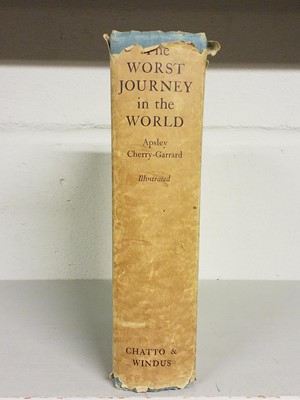 The
WORST
JOURNEY
in the
WORLD
Apsley
Cherry-Garrard
Illustrated
CHATTO &
WINDUS